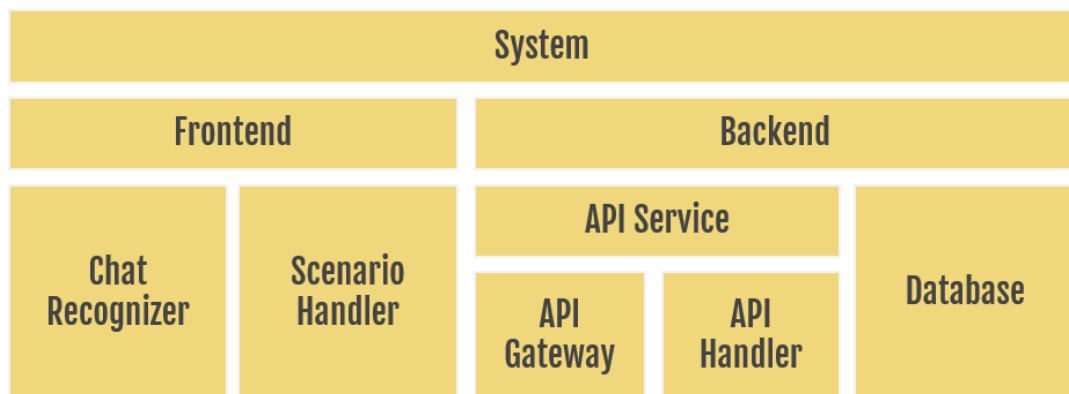 System
Frontend
Backend
Chat
Recognizer
Scenario
Handler
API Service
API
Gateway
API
Handler
Database